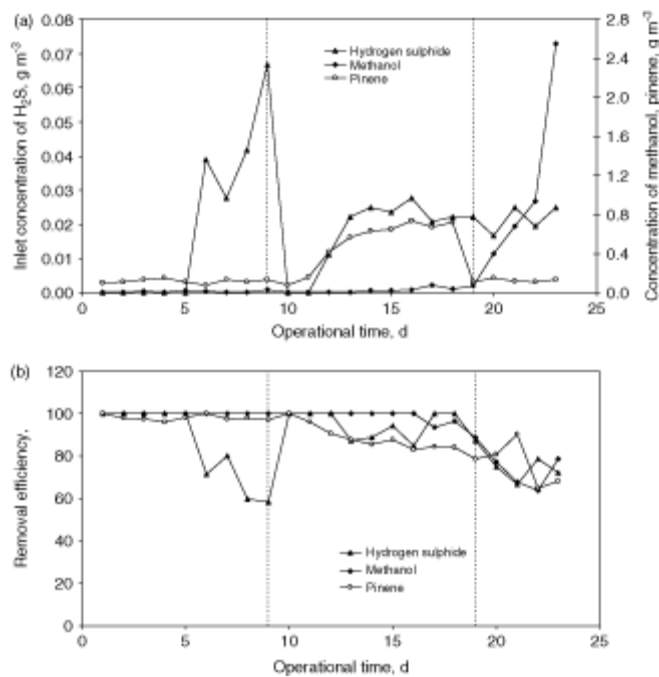 (a)
0.08
0.07
0.06
0.05
0.04
0.03
0.02
0.01
0.00
Inlet concentration of H₂S, g m⁻³
2.8
2.4
2.0
1.6
1.2
0.8
0.4
0.0
Concentration of methanol, pinene, g m⁻³
Hydrogen sulphide
Methanol
Pinene
0 5 10 15 20 25
Operational time, d
(b)
120
100
80
60
40
20
0
Removal efficiency,
Hydrogen sulphide
Methanol
Pinene
0 5 10 15 20 25
Operational time, d